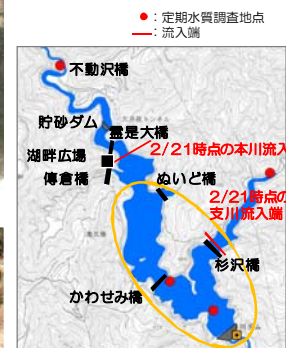 ●：定期水質調査地点
―：流入端
不動沢橋
貯砂ダム
霊是大橋
湖畔広場
2/21時点の本川流入
傳倉橋
ぬいど橋
2/21時点の
支川流入端
杉沢橋
かわせみ橋